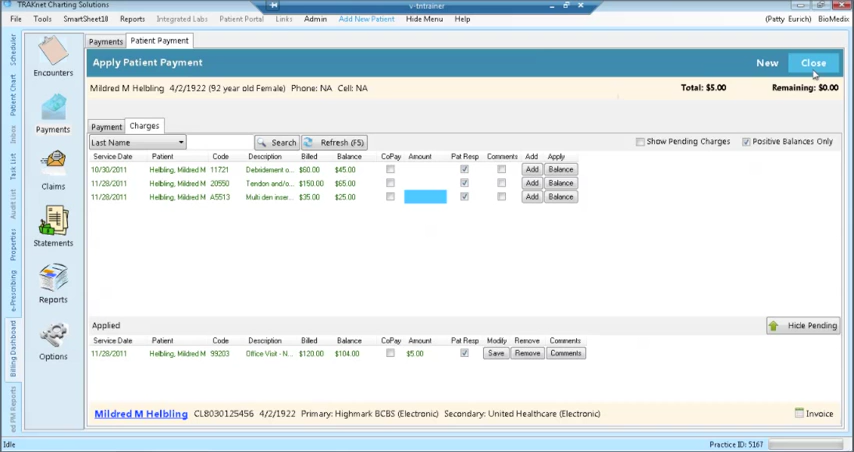 TRAKnet Charting Solutions
v-tntrainer
File Tools SmartSheet10 Reports Integrated Labs Patient Portal Links Admin Add New Patient Hide Menu Help (Patty Eurich) BioMedix
Scheduler
Patient Chart
Inbox
Task List
Audit List
Properties
e-Prescribing
Billing Dashboard
ed PM Reports
Encounters
Payments
Claims
Statements
Reports
Options
Payments Patient Payment
Apply Patient Payment New Close
Mildred M Helbling 4/2/1922 (92 year old Female) Phone: NA Cell: NA Total: $5.00 Remaining: $0.00
Payment Charges
Last Name Search Refresh (F5) Show Pending Charges Positive Balances Only
Service Date Patient Code Description Billed Balance CoPay Amount Pat Resp Comments Add Apply
10/30/2011 Helbling, Mildred M 11721 Debridement o... $60.00 $45.00 Add Balance
11/28/2011 Helbling, Mildred M 20550 Tendon and/o... $150.00 $65.00 Add Balance
11/28/2011 Helbling, Mildred M A5513 Multi den inser... $35.00 $25.00 Add Balance
Applied Hide Pending
Service Date Patient Code Description Billed Balance CoPay Amount Pat Resp Modify Remove Comments
11/28/2011 Helbling, Mildred M 99203 Office Visit - N... $120.00 $104.00 $5.00 Save Remove Comments
Mildred M Helbling CL8030125456 4/2/1922 Primary: Highmark BCBS (Electronic) Secondary: United Healthcare (Electronic) Invoice
Idle Practice ID: 5167